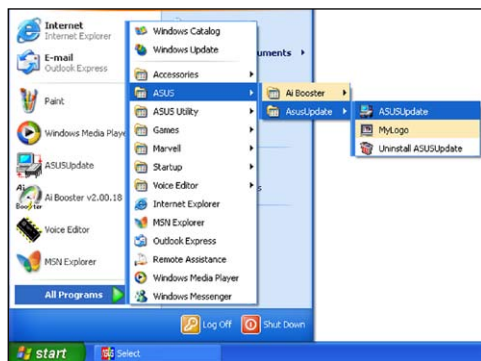 Internet
Internet Explorer
E-mail
Outlook Express
Paint
Windows Media Playe
ASUSUpdate
Ai Booster v2.00.18
Voice Editor
MSN Explorer
All Programs
Windows Catalog
Windows Update
Accessories
ASUS
ASUS Utility
Games
Marvell
Startup
Voice Editor
Internet Explorer
MSN Explorer
Outlook Express
Remote Assistance
Windows Media Player
Windows Messenger
uments
s
Ai Booster
AsusUpdate
ASUSUpdate
MyLogo
Uninstall ASUSUpdate
Log Off
Shut Down
start
Select